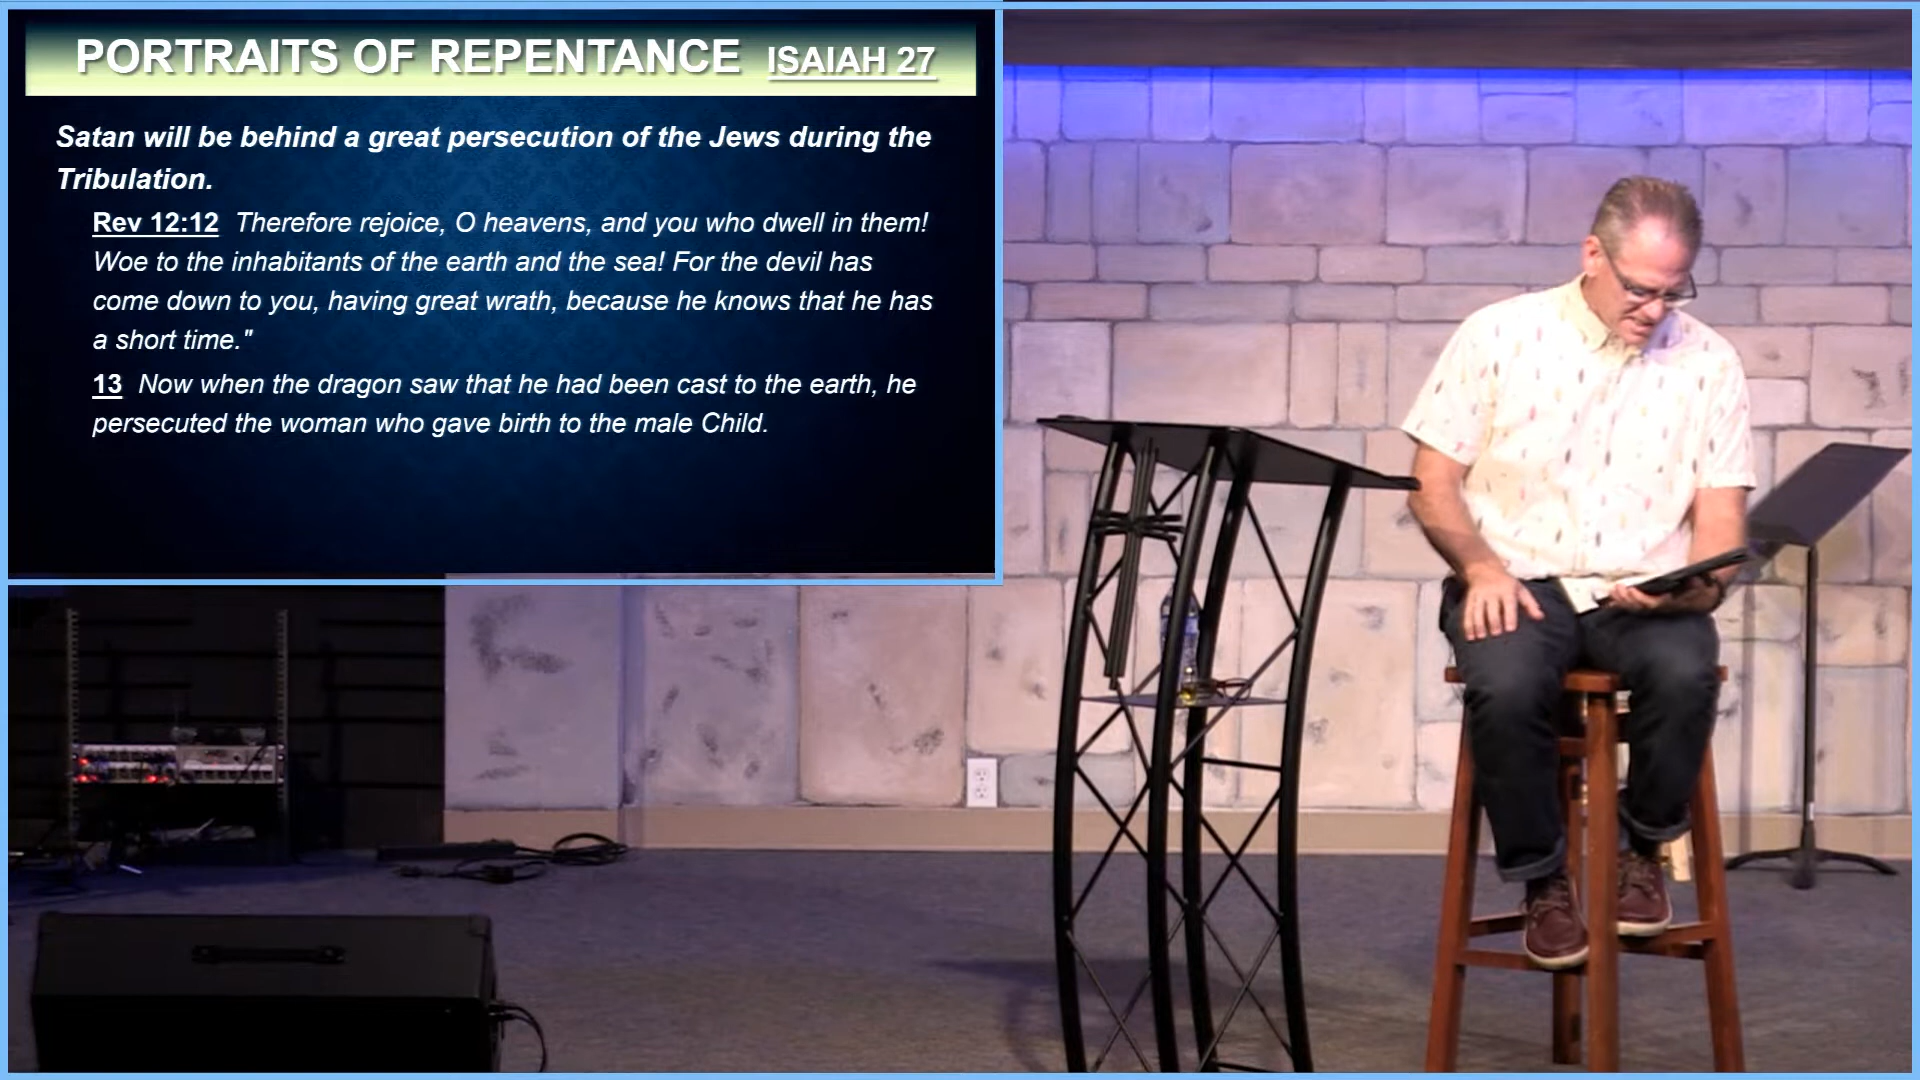 PORTRAITS OF REPENTANCE ISAIAH 27
Satan will be behind a great persecution of the Jews during the
Tribulation.
Rev 12:12 Therefore rejoice, O heavens, and you who dwell in them!
Woe to the inhabitants of the earth and the sea! For the devil has
come down to you, having great wrath, because he knows that he has
a short time."
13 Now when the dragon saw that he had been cast to the earth, he
persecuted the woman who gave birth to the male Child.